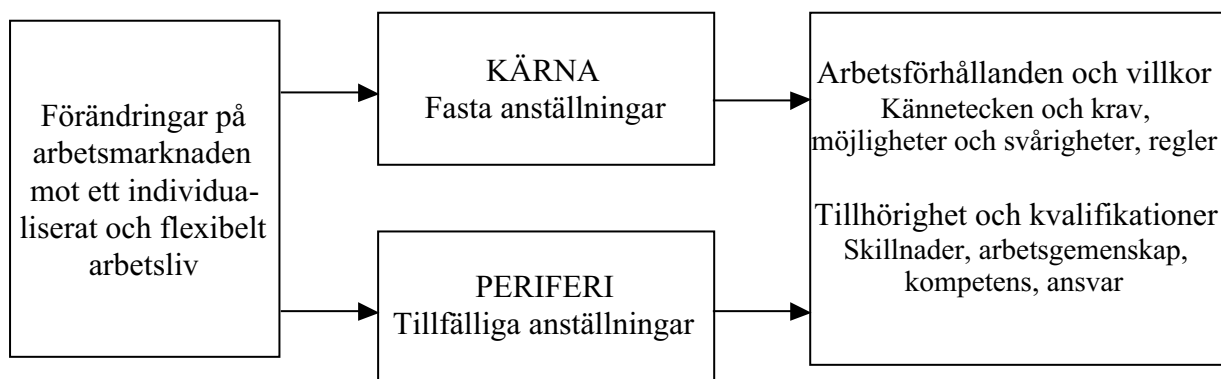 Förändringar på
arbetsmarknaden
mot ett individua-
liserat och flexibelt
arbetsliv
KÄRNA
Fasta anställningar
PERIFERI
Tillfälliga anställningar
Arbetsförhållanden och villkor
Kännetecken och krav,
möjligheter och svårigheter, regler
Tillhörighet och kvalifikationer
Skillnader, arbetsgemenskap,
kompetens, ansvar